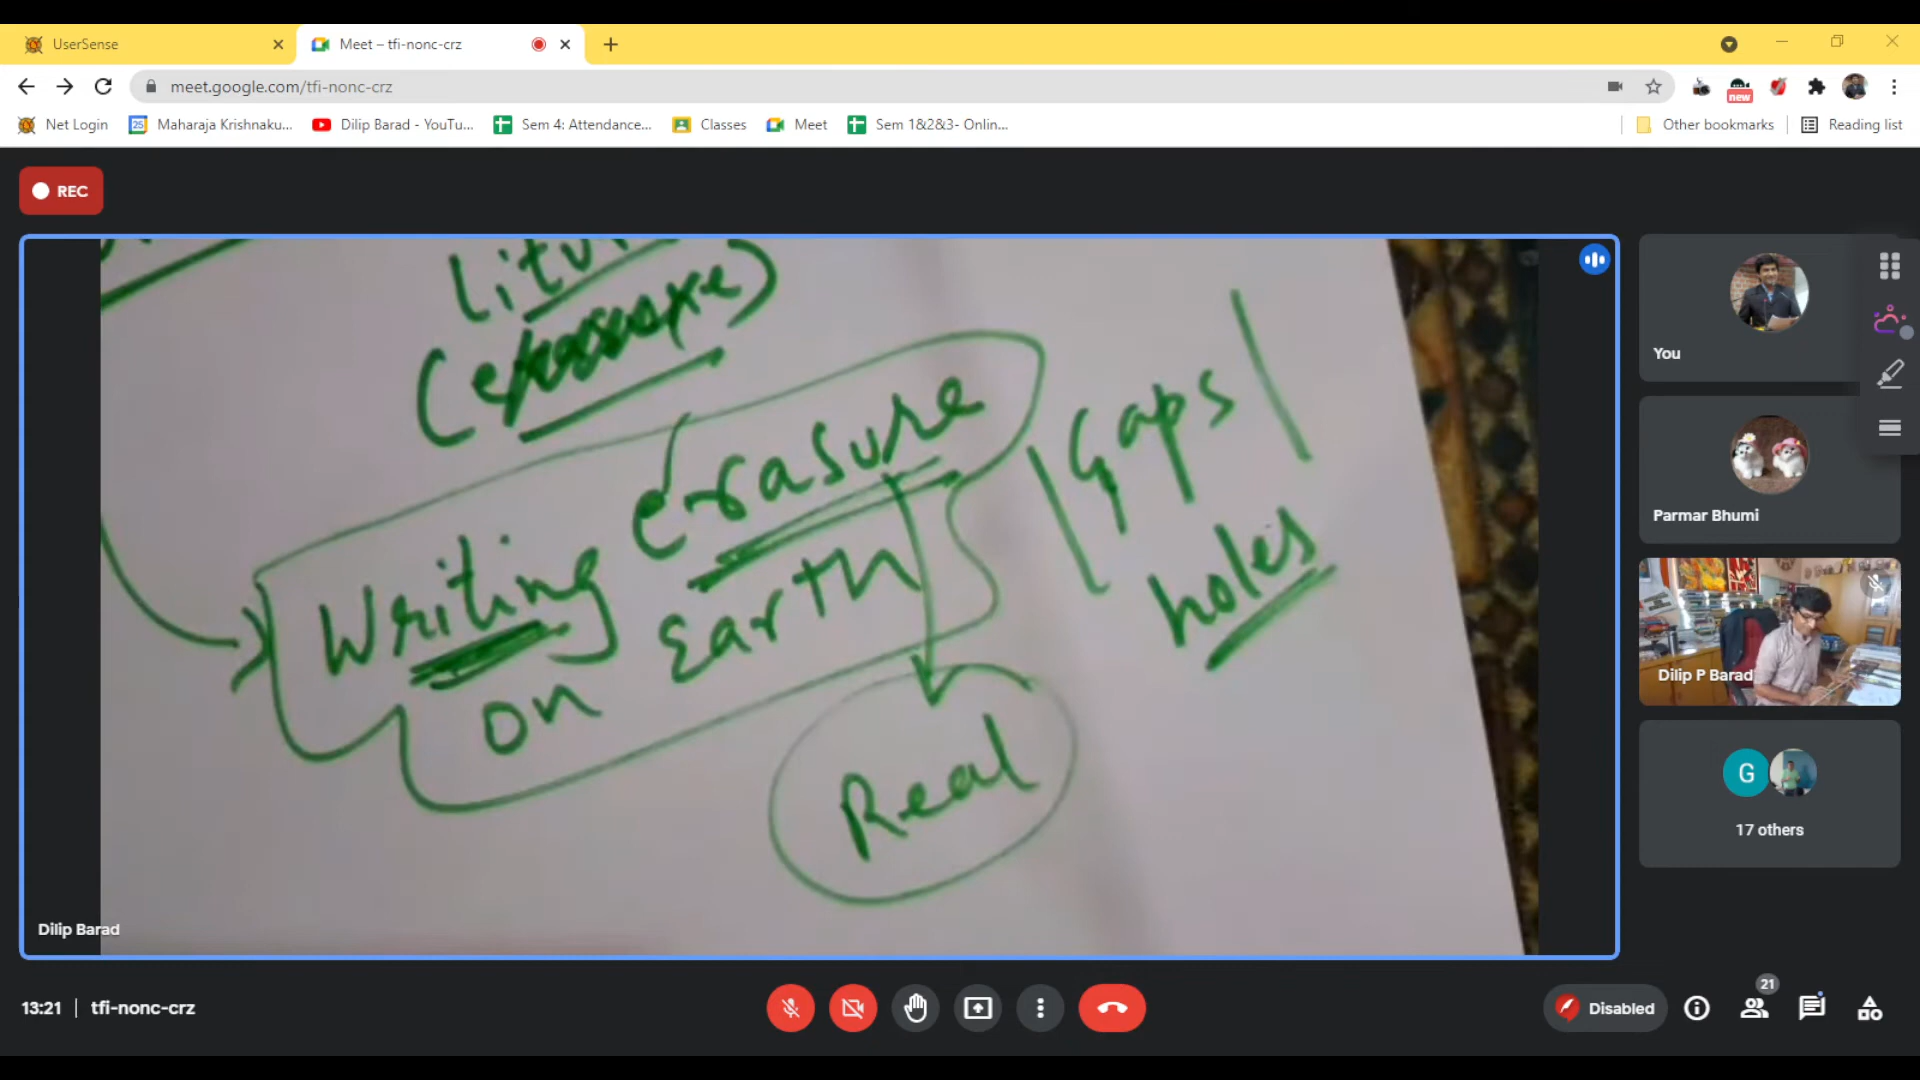 UserSense
Meet – tfi-nonc-crz
meet.google.com/tfi-nonc-crz
new
Net Login
25
Maharaja Krishnaku...
Dilip Barad - YouTu...
Sem 4: Attendance...
Classes
Meet
Sem 1&2&3- Onlin...
Other bookmarks
Reading list
REC
erasure
Writing
on Earth
Gaps
holes
Real
Dilip Barad
You
Parmar Bhumi
Dilip P Barad
G
17 others
13:21 | tfi-nonc-crz
Disabled
21